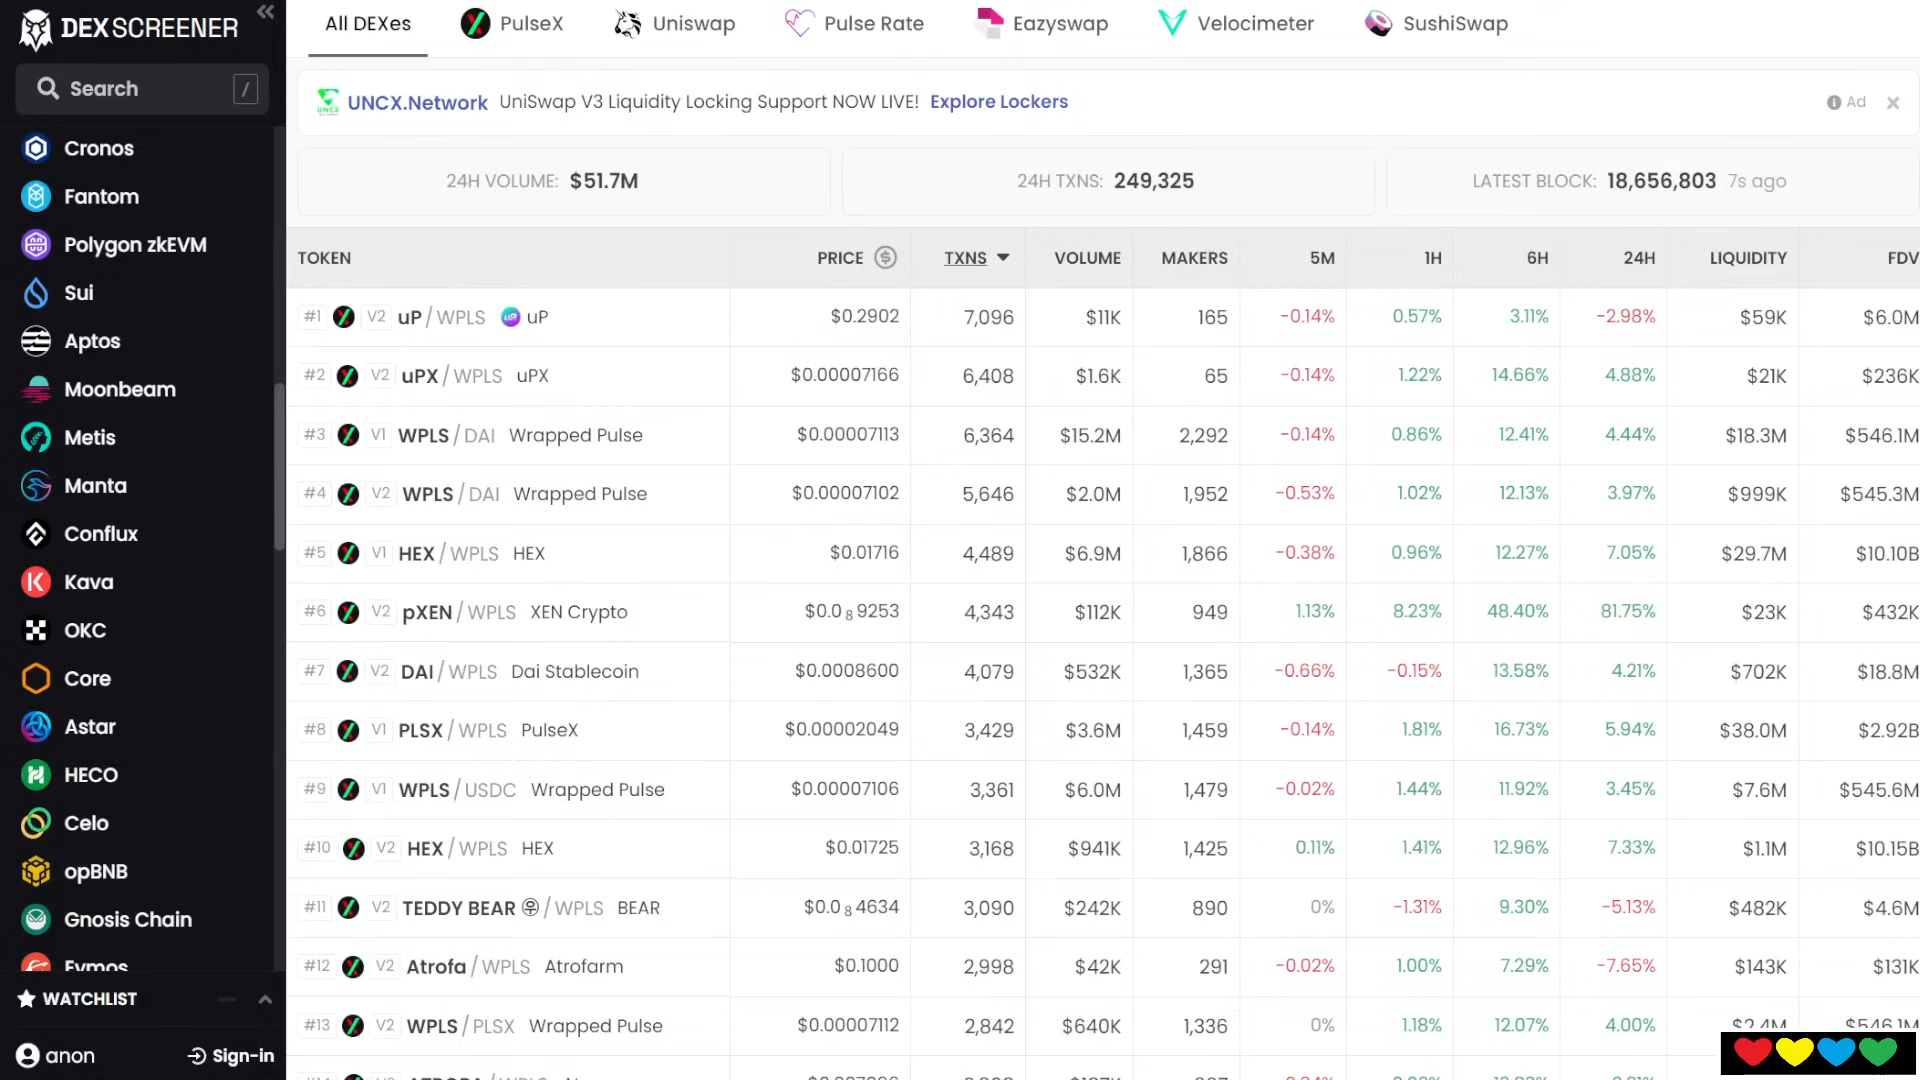 DEX SCREENER
Search /
Cronos
Fantom
Polygon zkEVM
Sui
Aptos
Moonbeam
Metis
Manta
Conflux
Kava
OKC
Core
Astar
HECO
Celo
opBNB
Gnosis Chain
Evmos
WATCHLIST
anon Sign-in
All DEXes PulseX Uniswap Pulse Rate Eazyswap Velocimeter SushiSwap
UNCX.Network UniSwap V3 Liquidity Locking Support NOW LIVE! Explore Lockers Ad
24H VOLUME: $51.7M 24H TXNS: 249,325 LATEST BLOCK: 18,656,803 7s ago
TOKEN PRICE TXNS VOLUME MAKERS 5M 1H 6H 24H LIQUIDITY FDV
#1 V2 uP/WPLS uP $0.2902 7,096 $11K 165 -0.14% 0.57% 3.11% -2.98% $59K $6.0M
#2 V2 uPX/WPLS uPX $0.00007166 6,408 $1.6K 65 -0.14% 1.22% 14.66% 4.88% $21K $236K
#3 V1 WPLS/DAI Wrapped Pulse $0.00007113 6,364 $15.2M 2,292 -0.14% 0.86% 12.41% 4.44% $18.3M $546.1M
#4 V2 WPLS/DAI Wrapped Pulse $0.00007102 5,646 $2.0M 1,952 -0.53% 1.02% 12.13% 3.97% $999K $545.3M
#5 V1 HEX/WPLS HEX $0.01716 4,489 $6.9M 1,866 -0.38% 0.96% 12.27% 7.05% $29.7M $10.10B
#6 V2 pXEN/WPLS XEN Crypto $0.0₈9253 4,343 $112K 949 1.13% 8.23% 48.40% 81.75% $23K $432K
#7 V2 DAI/WPLS Dai Stablecoin $0.0008600 4,079 $532K 1,365 -0.66% -0.15% 13.58% 4.21% $702K $18.8M
#8 V1 PLSX/WPLS PulseX $0.00002049 3,429 $3.6M 1,459 -0.14% 1.81% 16.73% 5.94% $38.0M $2.92B
#9 V1 WPLS/USDC Wrapped Pulse $0.00007106 3,361 $6.0M 1,479 -0.02% 1.44% 11.92% 3.45% $7.6M $545.6M
#10 V2 HEX/WPLS HEX $0.01725 3,168 $941K 1,425 0.11% 1.41% 12.96% 7.33% $1.1M $10.15B
#11 V2 TEDDY BEAR ㉾/WPLS BEAR $0.0₈4634 3,090 $242K 890 0% -1.31% 9.30% -5.13% $482K $4.6M
#12 V2 Atrofa/WPLS Atrofarm $0.1000 2,998 $42K 291 -0.02% 1.00% 7.29% -7.65% $143K $131K
#13 V2 WPLS/PLSX Wrapped Pulse $0.00007112 2,842 $640K 1,336 0% 1.18% 12.07% 4.00% $2.4M $546.1M